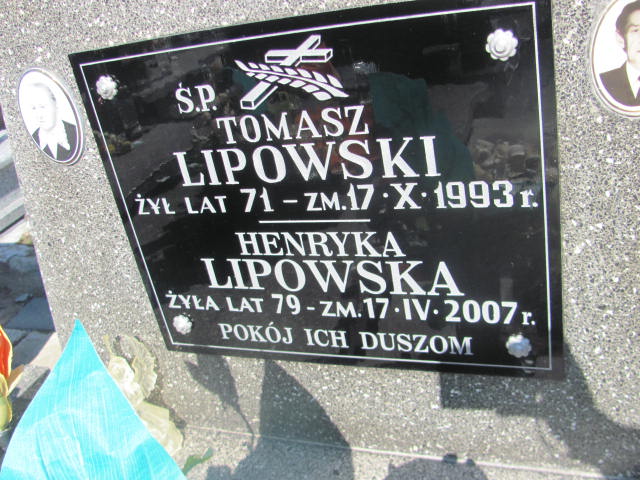 Ś.P.
TOMASZ
LIPOWSKI
ŻYŁ LAT 71 - ZM. 17·X·1993 r.
HENRYKA
LIPOWSKA
ŻYŁA LAT 79 - ZM. 17·IV·2007 r.
POKÓJ ICH DUSZOM